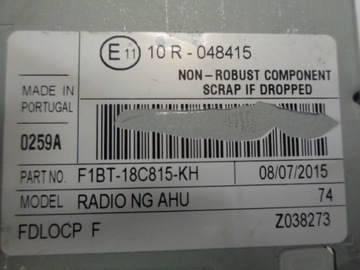 E11 10 R - 048415
NON - ROBUST COMPONENT
SCRAP IF DROPPED
MADE IN
PORTUGAL
0259A
PART NO. F1BT-18C815-KH 08/07/2015
MODEL RADIO NG AHU 74
FDLOCP F Z038273